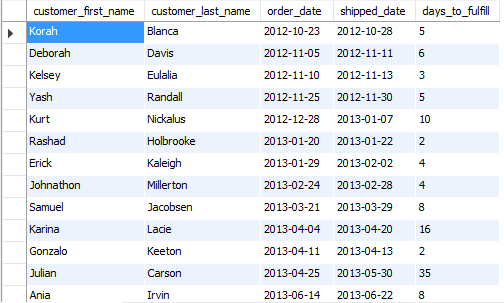 customer_first_name customer_last_name order_date shipped_date days_to_fulfill
Korah Blanca 2012-10-23 2012-10-28 5
Deborah Davis 2012-11-05 2012-11-11 6
Kelsey Eulalia 2012-11-10 2012-11-13 3
Yash Randall 2012-11-25 2012-11-30 5
Kurt Nickalus 2012-12-28 2013-01-07 10
Rashad Holbrooke 2013-01-20 2013-01-22 2
Erick Kaleigh 2013-01-29 2013-02-02 4
Johnathon Millerton 2013-02-24 2013-02-28 4
Samuel Jacobsen 2013-03-21 2013-03-29 8
Karina Lacie 2013-04-04 2013-04-20 16
Gonzalo Keeton 2013-04-11 2013-04-13 2
Julian Carson 2013-04-25 2013-05-30 35
Ania Irvin 2013-06-14 2013-06-22 8